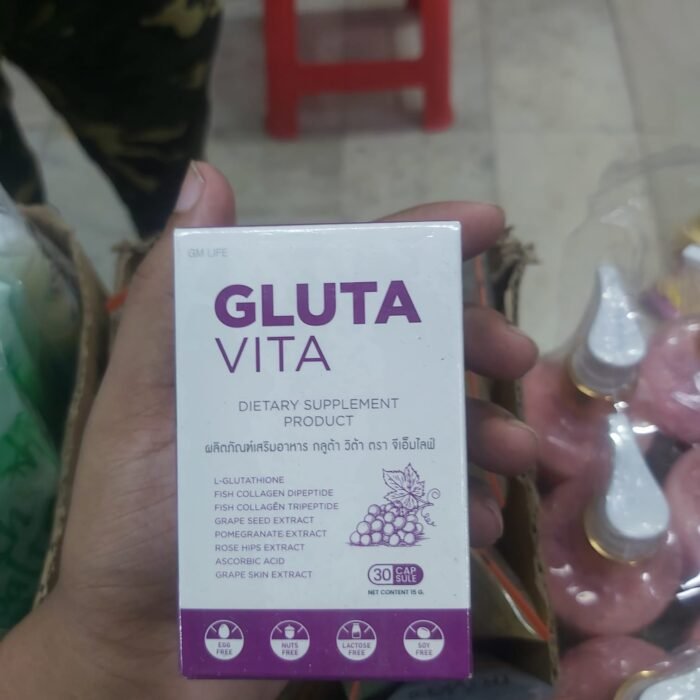 GM LIFE
GLUTA
VITA
DIETARY SUPPLEMENT
PRODUCT
ผลิตภัณฑ์เสริมอาหาร กลูต้า วิต้า ตรา จีเอ็มไลฟ์
L-GLUTATHIONE
FISH COLLAGEN DIPEPTIDE
FISH COLLAGEN TRIPEPTIDE
GRAPE SEED EXTRACT
POMEGRANATE EXTRACT
ROSE HIPS EXTRACT
ASCORBIC ACID
GRAPE SKIN EXTRACT
30 CAP
SULE
NET CONTENT 15 G.
EGG
FREE
NUTS
FREE
LACTOSE
FREE
SOY
FREE